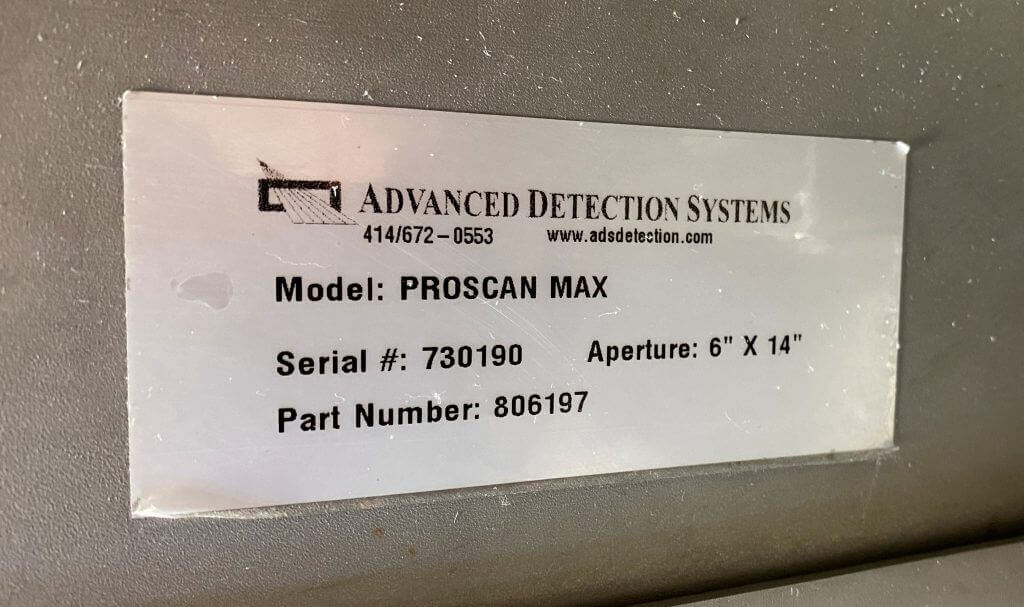 ADVANCED DETECTION SYSTEMS
414/672-0553 www.adsdetection.com
Model: PROSCAN MAX
Serial #: 730190 Aperture: 6" X 14"
Part Number: 806197